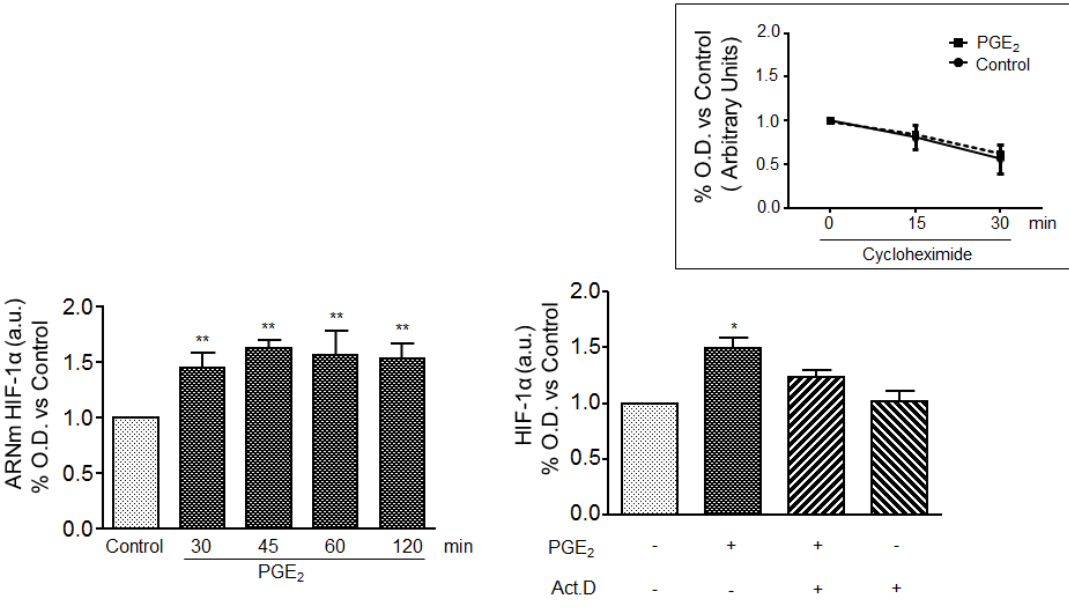 % O.D. vs Control
( Arbitrary Units)
2.0
1.5
1.0
0.5
0.0
PGE₂
Control
0 15 30 min
Cycloheximide
ARNm HIF-1α (a.u.)
% O.D. vs Control
2.0
1.5
1.0
0.5
0.0
** ** ** **
Control 30 45 60 120 min
PGE₂
HIF-1α (a.u.)
% O.D. vs Control
2.0
1.5
1.0
0.5
0.0
*
PGE₂ - + + -
Act.D - - + +